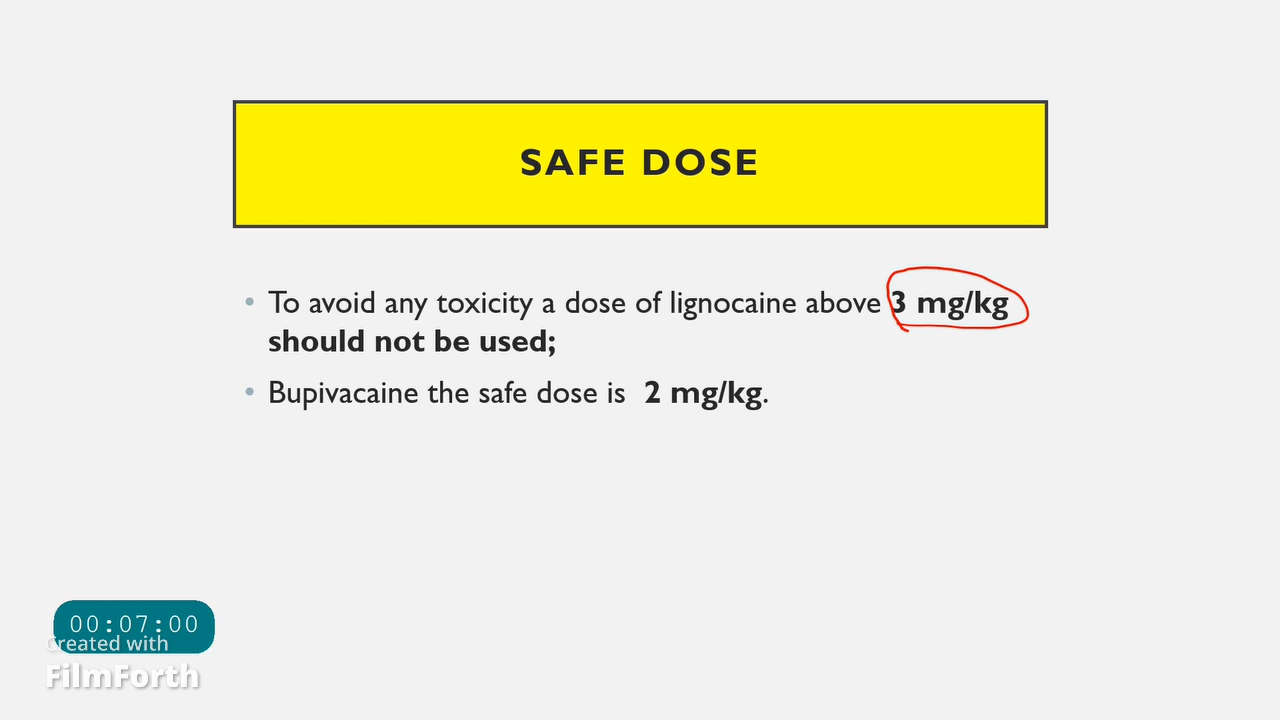 SAFE DOSE
• To avoid any toxicity a dose of lignocaine above 3 mg/kg
should not be used;
• Bupivacaine the safe dose is 2 mg/kg.
00:07:00
Created with
FilmForth